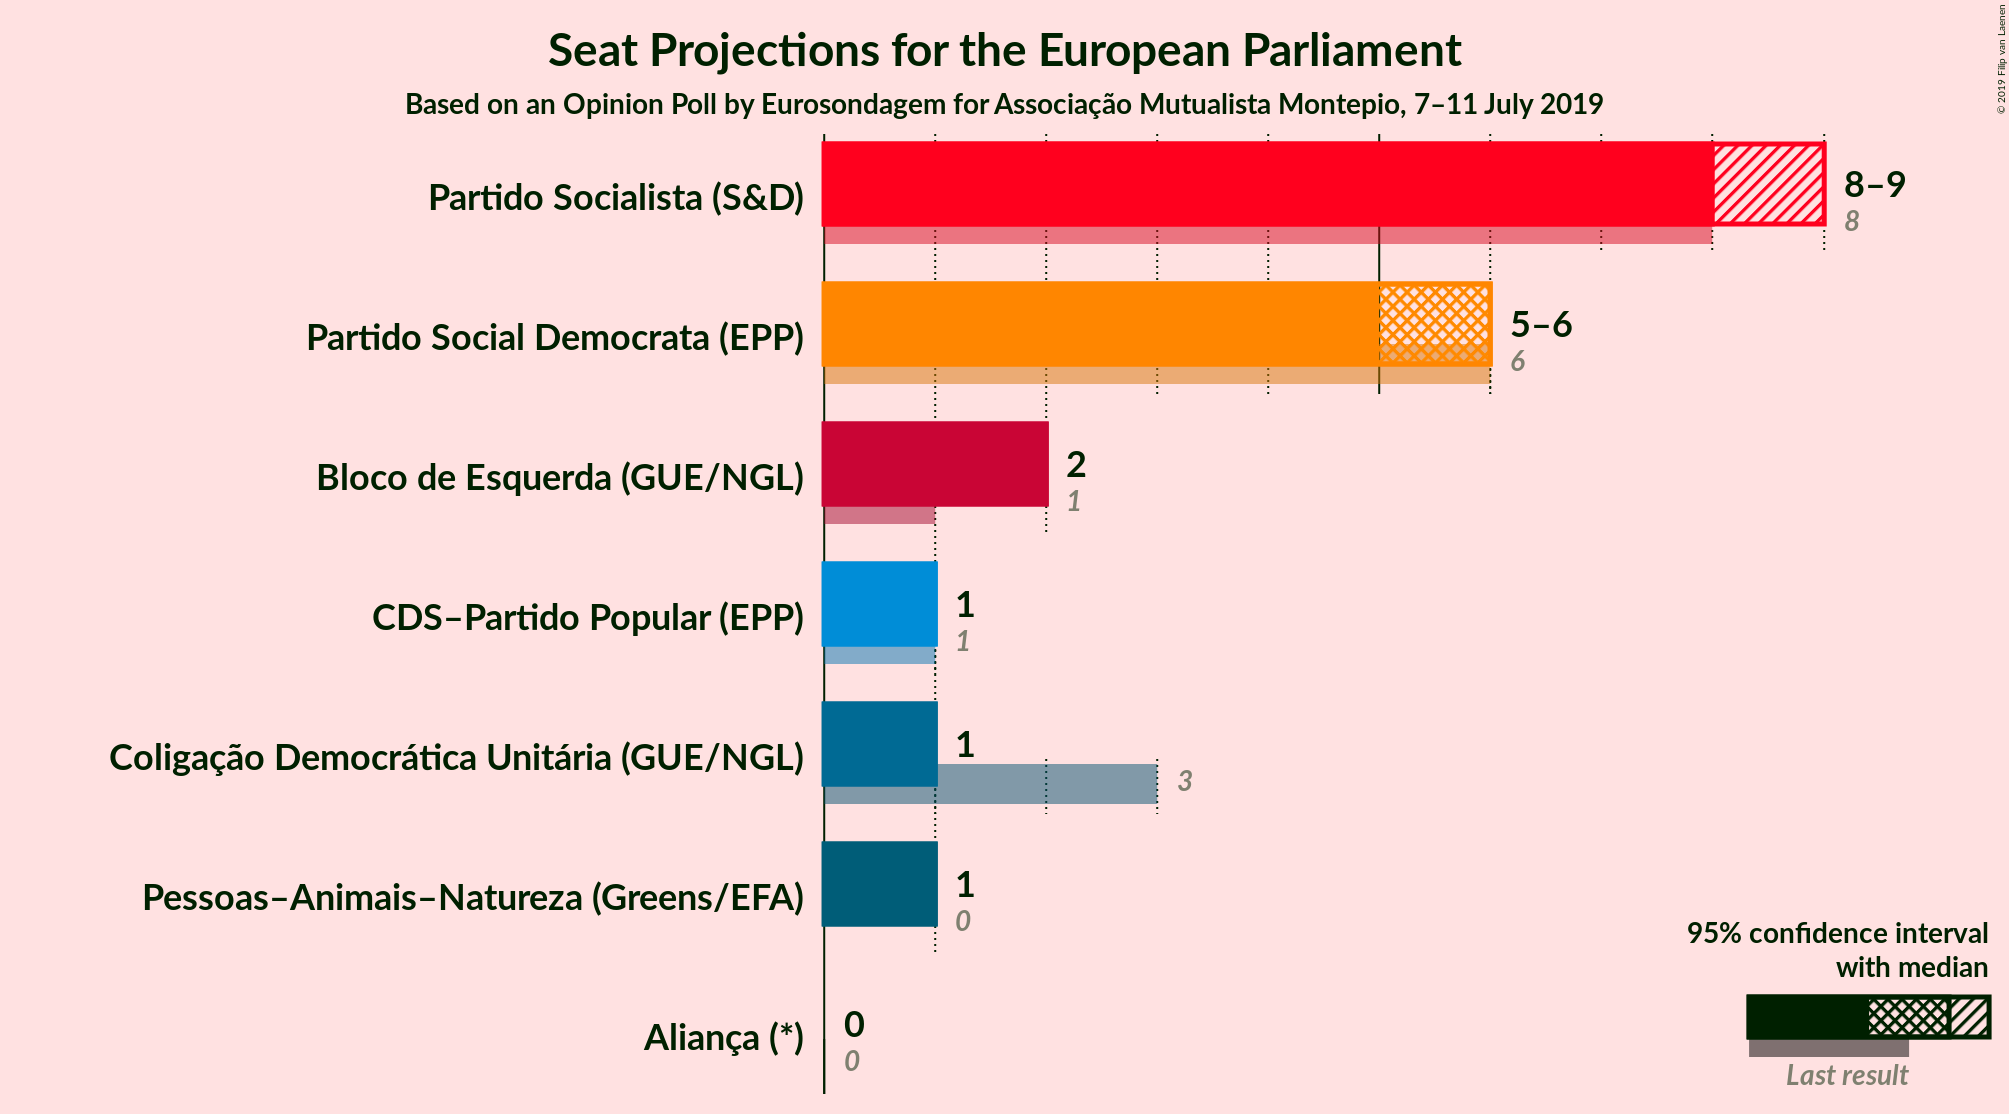 Seat Projections for the European Parliament
Based on an Opinion Poll by Eurosondagem for Associação Mutualista Montepio, 7–11 July 2019
© 2019 Filip van Laenen
Partido Socialista (S&D)
8–9
8
Partido Social Democrata (EPP)
5–6
6
Bloco de Esquerda (GUE/NGL)
2
1
CDS–Partido Popular (EPP)
1
1
Coligação Democrática Unitária (GUE/NGL)
1
3
Pessoas–Animais–Natureza (Greens/EFA)
1
0
Aliança (*)
0
0
95% confidence interval
with median
Last result